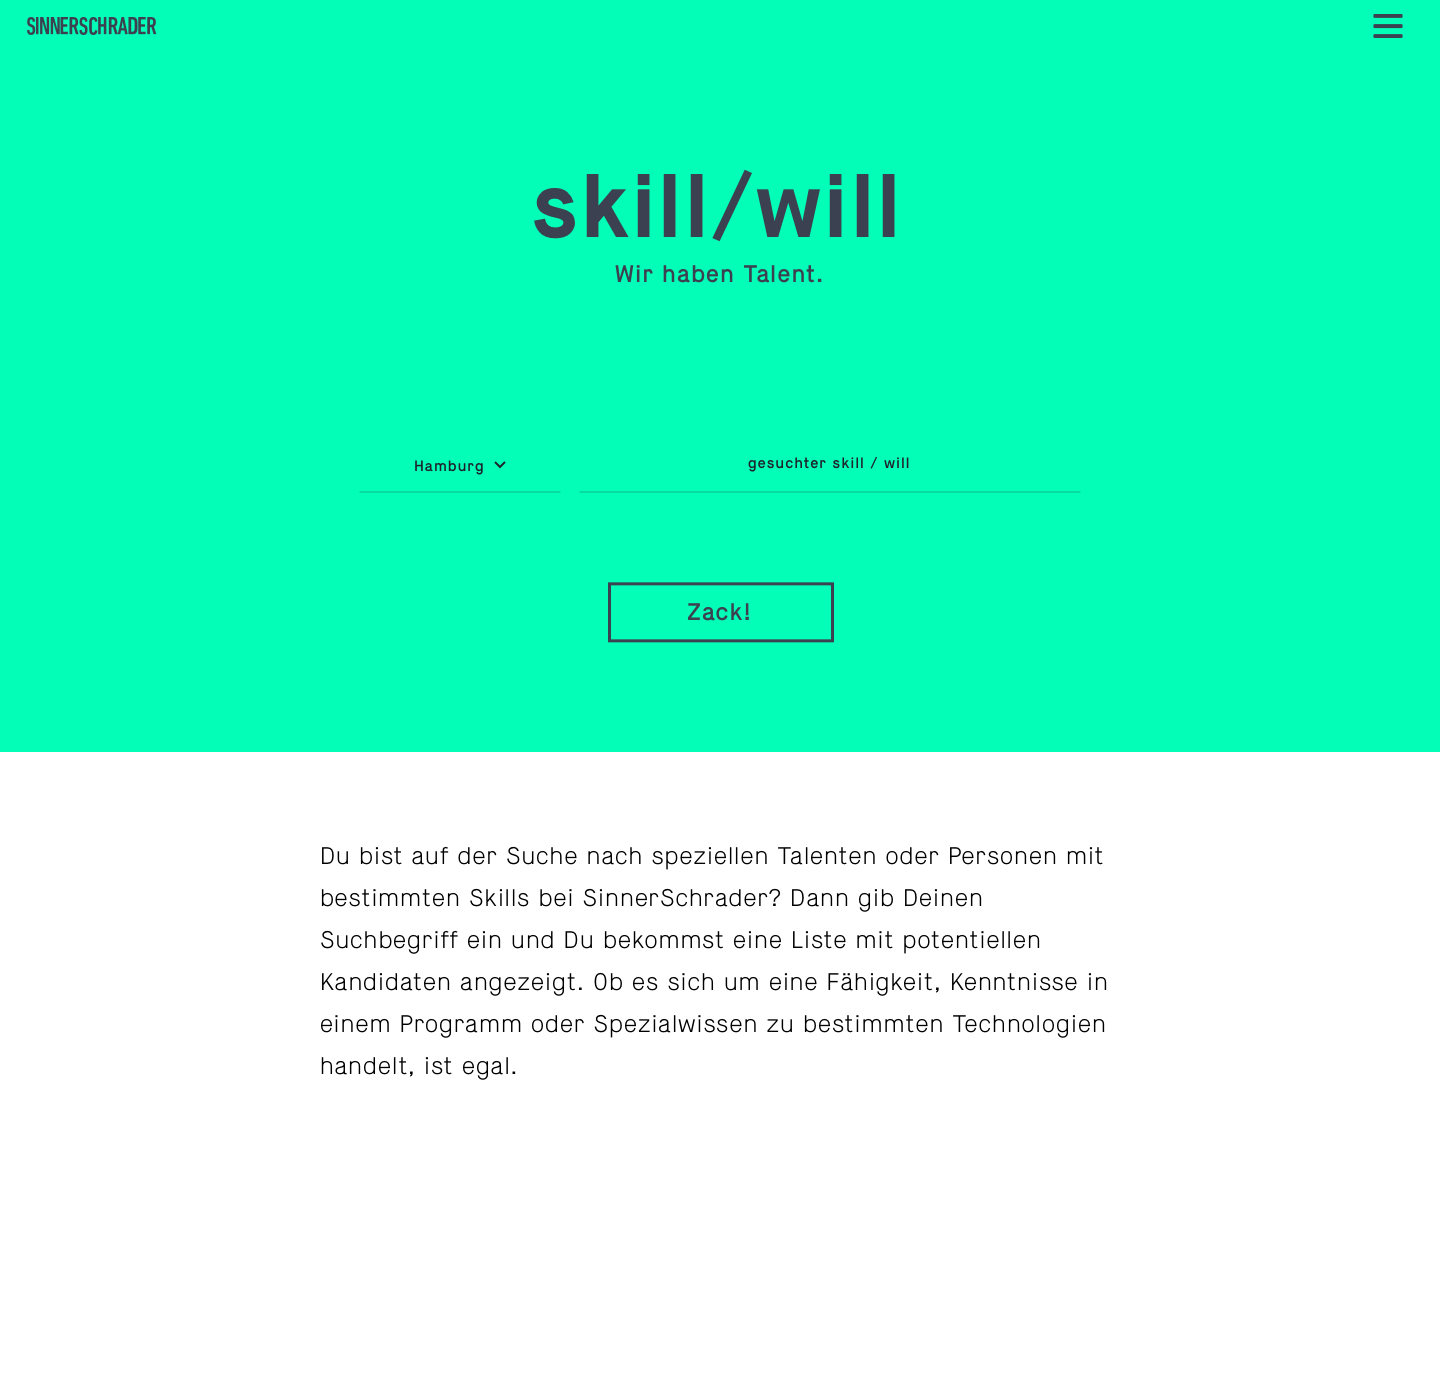 SINNERSCHRADER
skill/will
Wir haben Talent.
Hamburg
gesuchter skill / will
Zack!
Du bist auf der Suche nach speziellen Talenten oder Personen mit
bestimmten Skills bei SinnerSchrader? Dann gib Deinen
Suchbegriff ein und Du bekommst eine Liste mit potentiellen
Kandidaten angezeigt. Ob es sich um eine Fähigkeit, Kenntnisse in
einem Programm oder Spezialwissen zu bestimmten Technologien
handelt, ist egal.